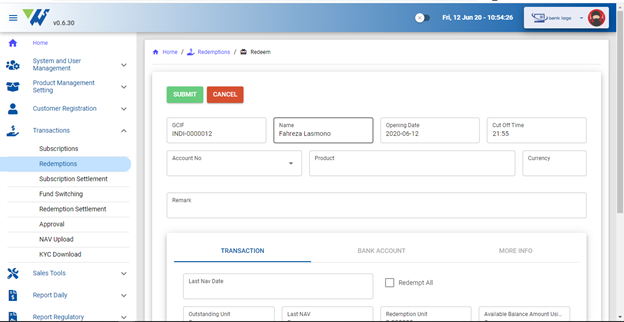 v0.6.30
Fri, 12 Jun 20 - 10:54:26
bank logo
Home
System and User
Management
Product Management
Setting
Customer Registration
Transactions
Subscriptions
Redemptions
Subscription Settlement
Fund Switching
Redemption Settlement
Approval
NAV Upload
KYC Download
Sales Tools
Report Daily
Report Regulatory
Home / Redemptions / Redeem
SUBMIT CANCEL
GCIF
INDI-0000012
Name
Fahreza Lasmono
Opening Date
2020-06-12
Cut Off Time
21:55
Account No
Product
Currency
Remark
TRANSACTION BANK ACCOUNT MORE INFO
Last Nav Date
Redempt All
Outstanding Unit
Last NAV
Redemption Unit
Available Balance Amount Usi...